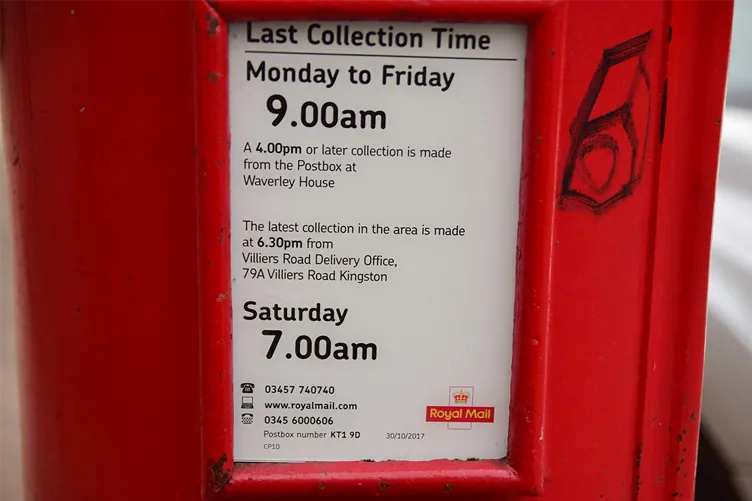 Last Collection Time
Monday to Friday
9.00am
A 4.00pm or later collection is made
from the Postbox at
Waverley House
The latest collection in the area is made
at 6.30pm from
Villiers Road Delivery Office,
79A Villiers Road Kingston
Saturday
7.00am
03457 740740
www.royalmail.com
0345 6000606
Royal Mail
Postbox number KT1 9D 30/10/2017
CP10